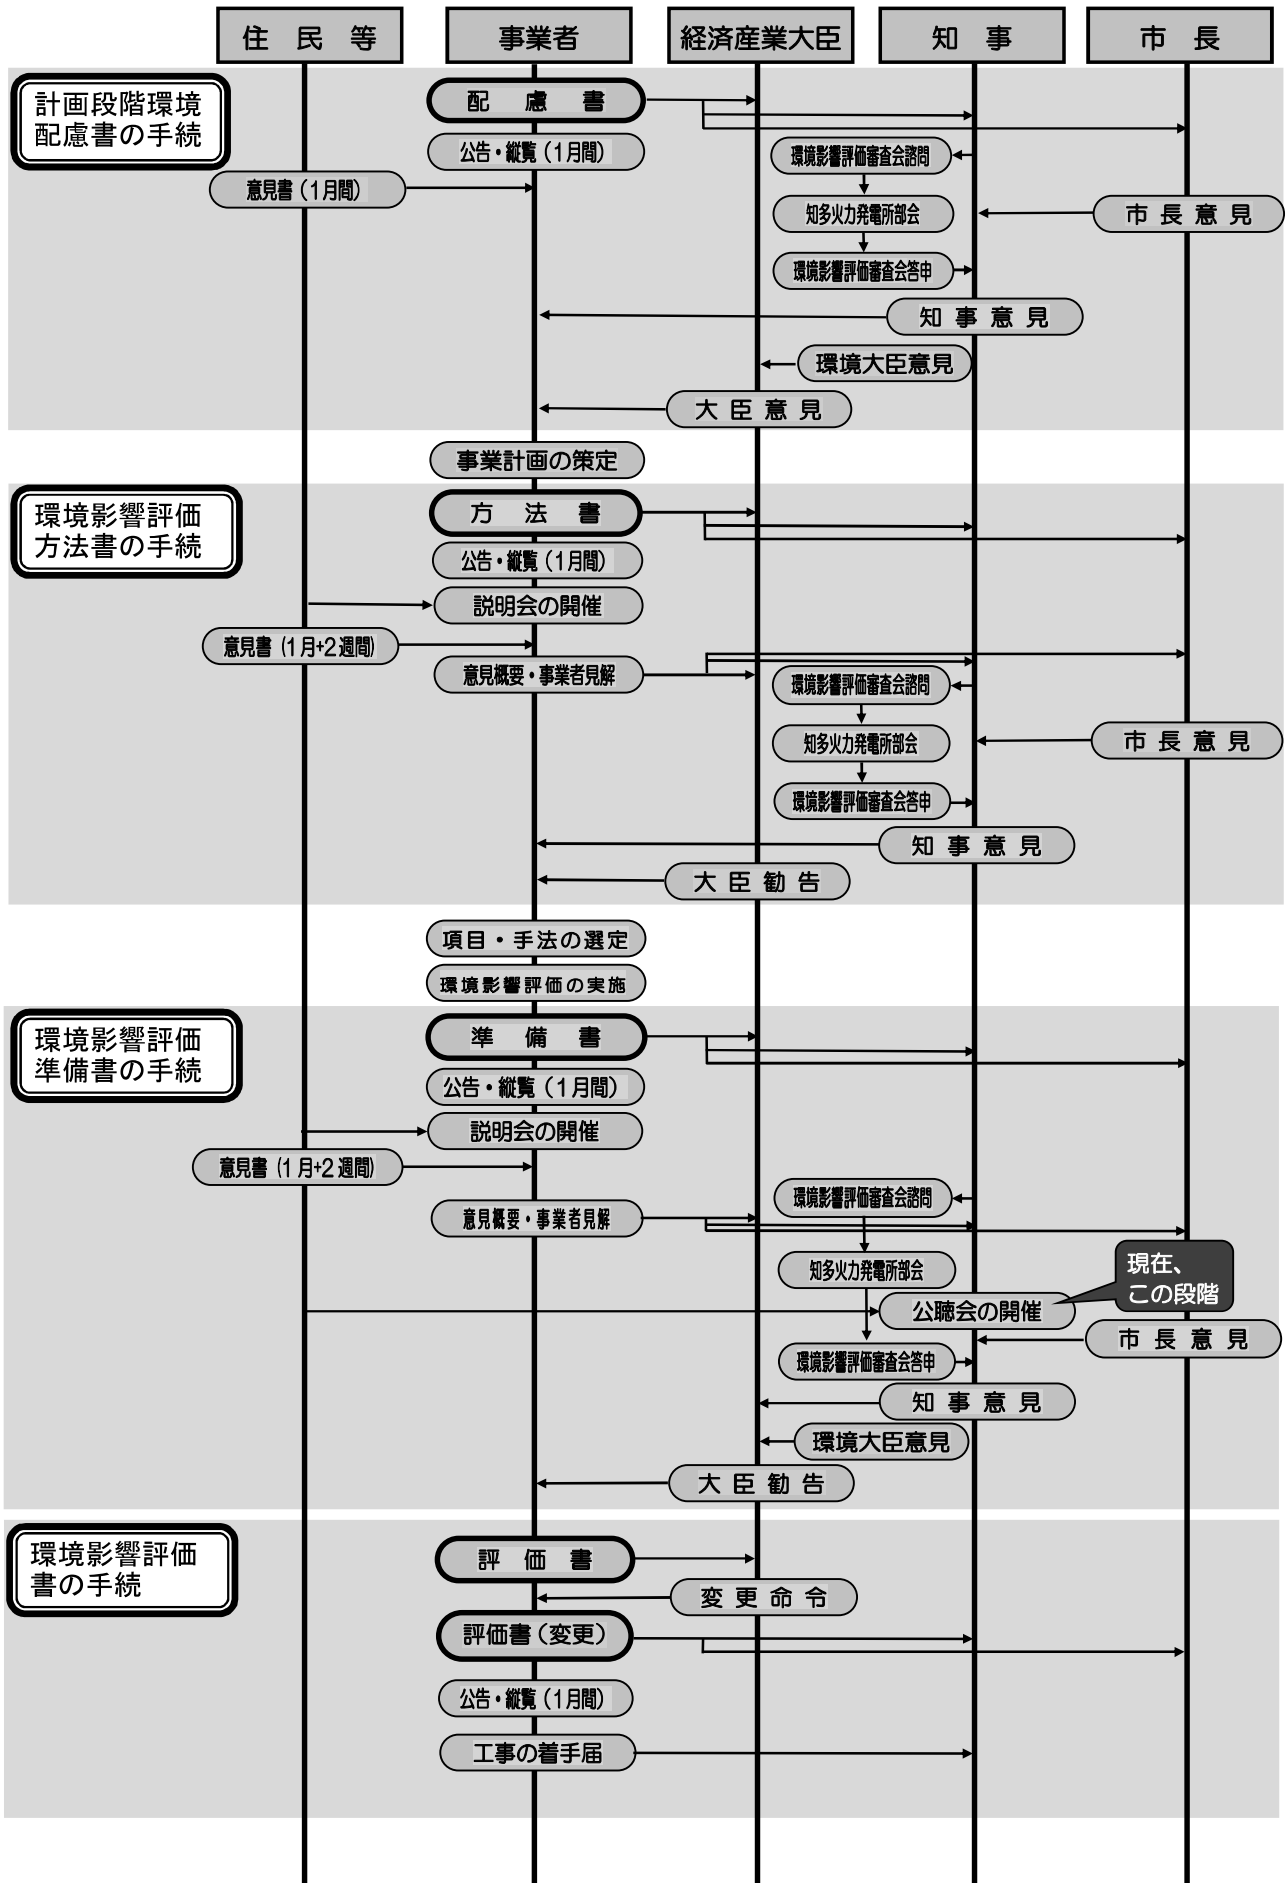 住　民　等
事業者
経済産業大臣
知　事
市　長
計画段階環境
配慮書の手続
配　慮　書
公告・縦覧（１月間）
環境影響評価審査会諮問
意見書（１月間）
知多火力発電所部会
市 長 意 見
環境影響評価審査会答申
知 事 意 見
環境大臣意見
大 臣 意 見
事業計画の策定
環境影響評価
方法書の手続
方　法　書
公告・縦覧（１月間）
説明会の開催
意見書（１月+２週間）
意見概要・事業者見解
環境影響評価審査会諮問
知多火力発電所部会
市 長 意 見
環境影響評価審査会答申
知 事 意 見
大 臣 勧 告
項目・手法の選定
環境影響評価の実施
環境影響評価
準備書の手続
準　備　書
公告・縦覧（１月間）
説明会の開催
意見書（１月+２週間）
環境影響評価審査会諮問
意見概要・事業者見解
知多火力発電所部会
現在、
この段階
公聴会の開催
市 長 意 見
環境影響評価審査会答申
知 事 意 見
環境大臣意見
大 臣 勧 告
環境影響評価
書の手続
評　価　書
変 更 命 令
評価書（変更）
公告・縦覧（１月間）
工事の着手届